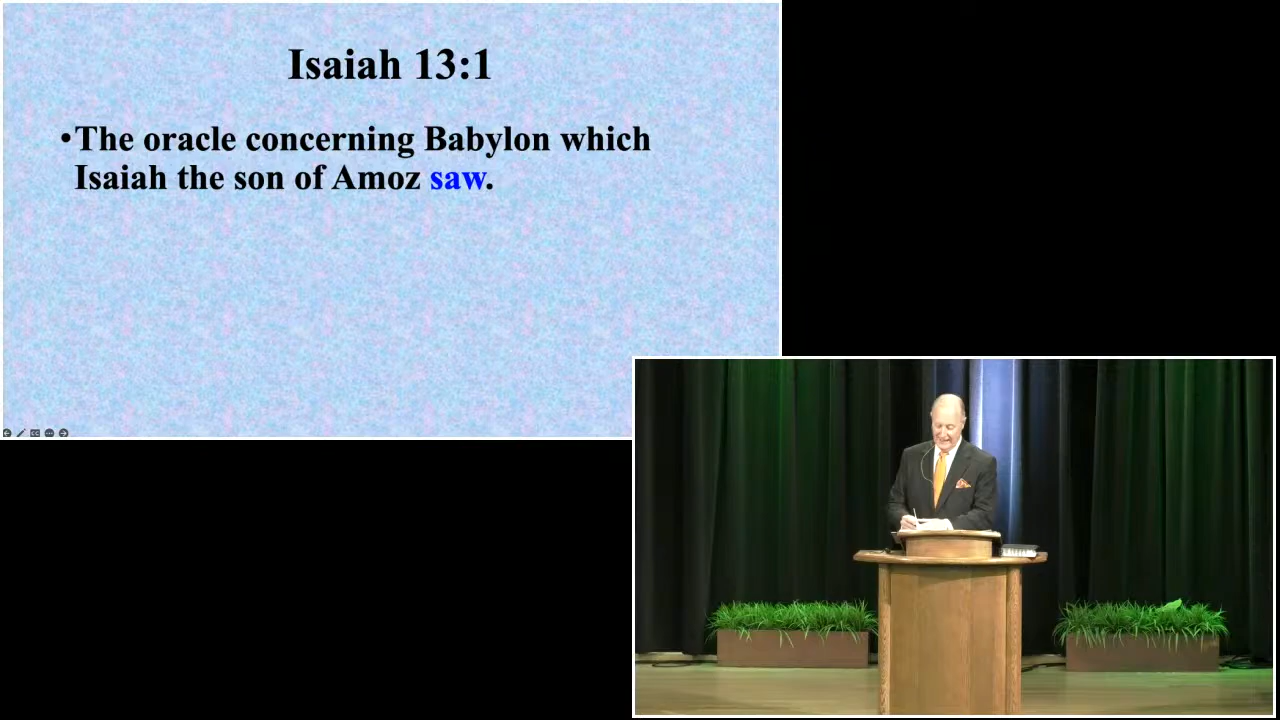 Isaiah 13:1
•The oracle concerning Babylon which
Isaiah the son of Amoz saw.